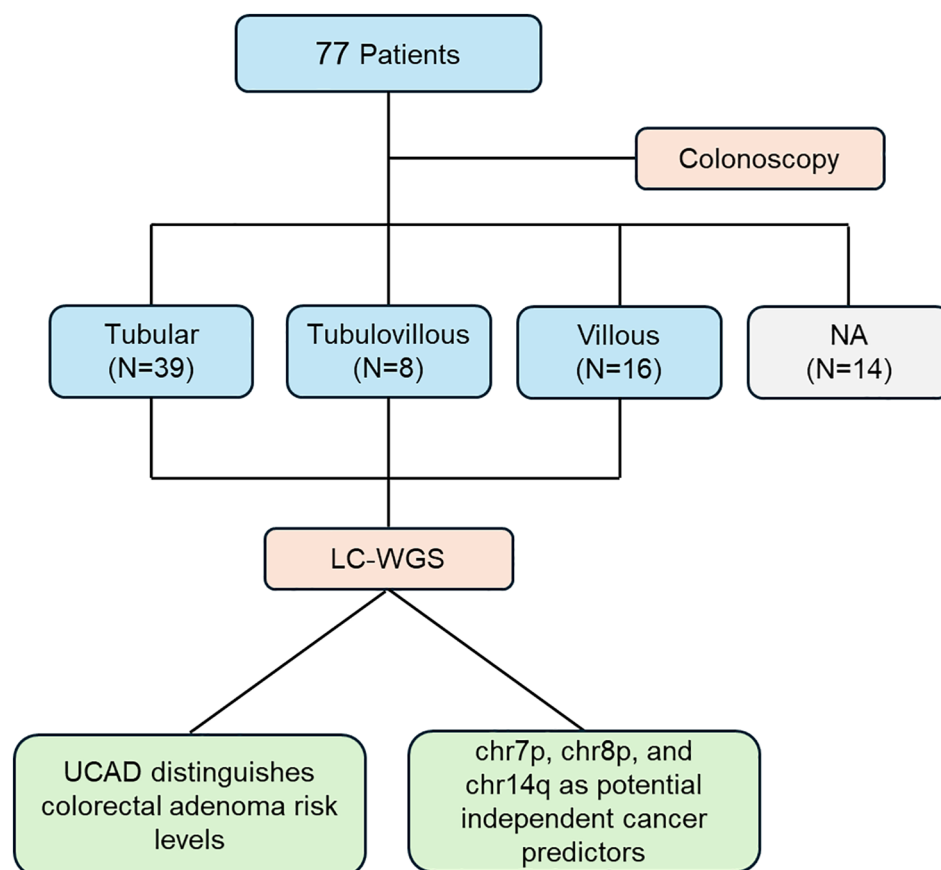 77 Patients
Colonoscopy
Tubular
(N=39)
Tubulovillous
(N=8)
Villous
(N=16)
NA
(N=14)
LC-WGS
UCAD distinguishes
colorectal adenoma risk
levels
chr7p, chr8p, and
chr14q as potential
independent cancer
predictors